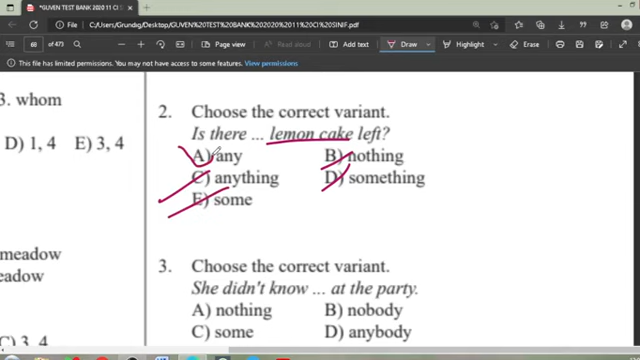 *GUVEN TEST BANK 2020 11 CI S
File C:/Users/Grundig/Desktop/GUVEN%20TEST%20BANK%202020%2011%20CI%20SINIF.pdf
68 of 473 Page view Read aloud Add text Draw Highlight Erase
This file has limited permissions. You may not have access to some features. View permissions
3. whom
D) 1, 4 E) 3, 4
meadow
eadow
C) 3, 4
2. Choose the correct variant.
Is there ... lemon cake left?
A) any B) nothing
C) anything D) something
E) some
3. Choose the correct variant.
She didn't know ... at the party.
A) nothing B) nobody
C) some D) anybody